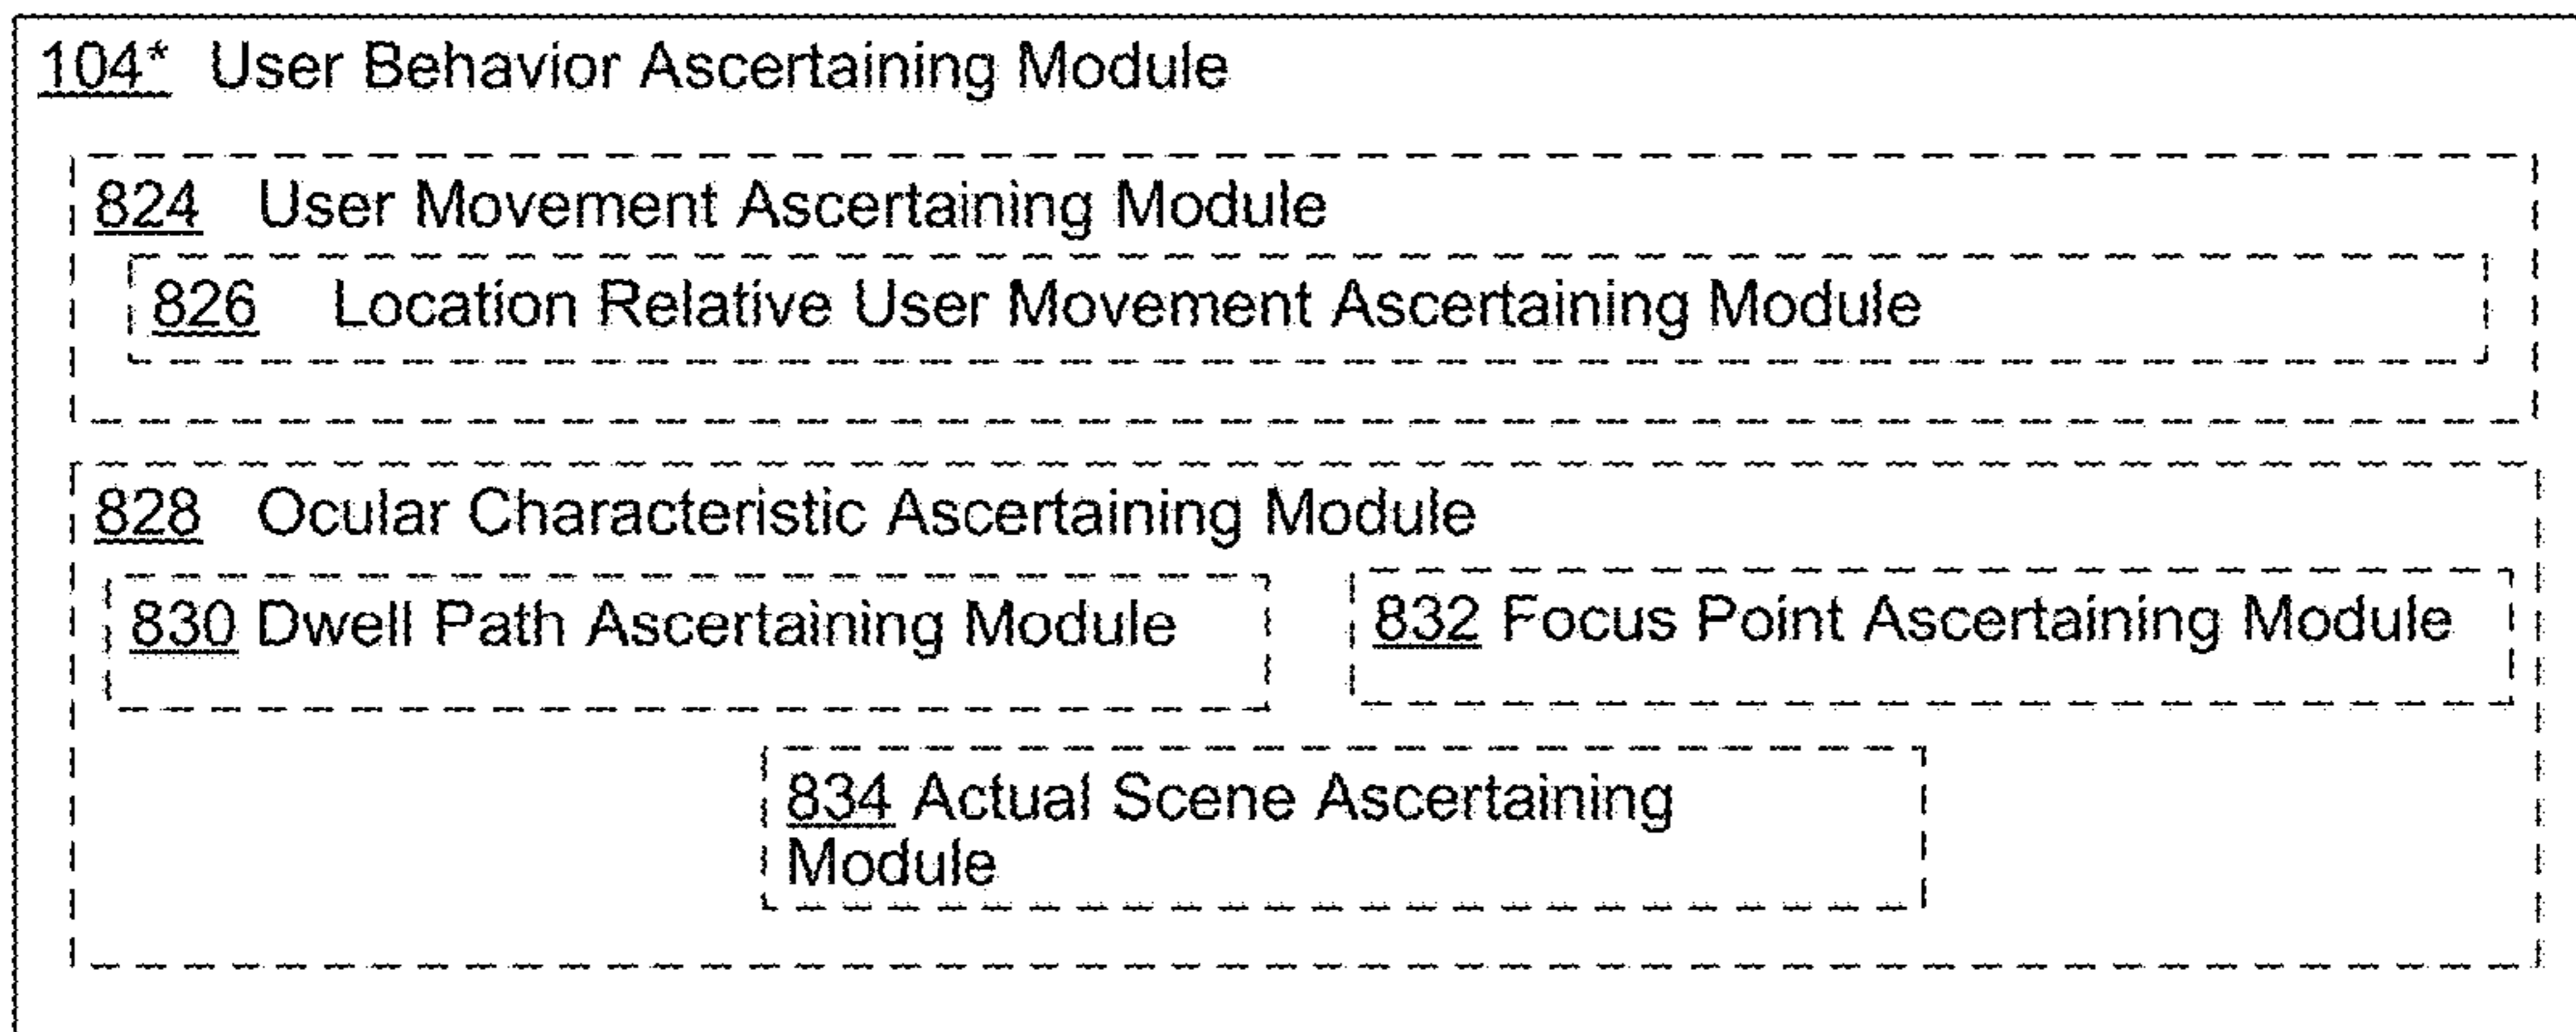 104* User Behavior Ascertaining Module
824 User Movement Ascertaining Module
826 Location Relative User Movement Ascertaining Module
828 Ocular Characteristic Ascertaining Module
830 Dwell Path Ascertaining Module
832 Focus Point Ascertaining Module
834 Actual Scene Ascertaining
Module